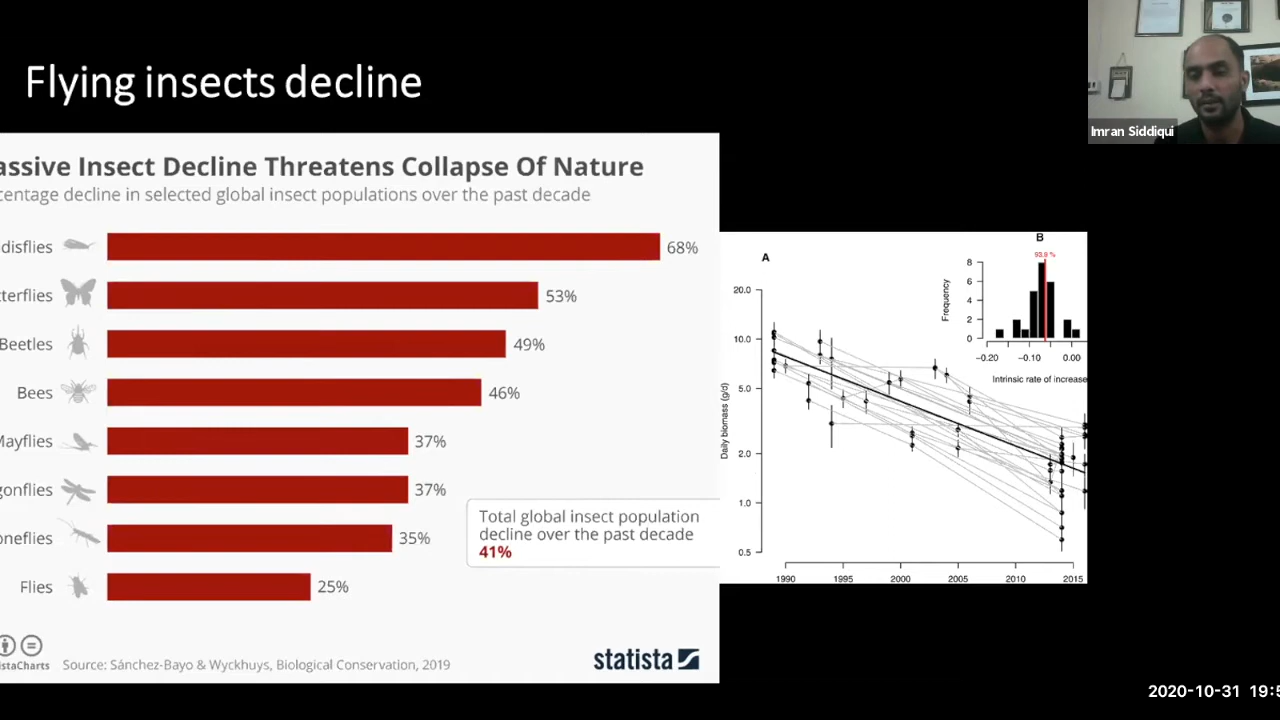 Flying insects decline
Imran Siddiqui
assive Insect Decline Threatens Collapse Of Nature
centage decline in selected global insect populations over the past decade
disflies 68%
terflies 53%
Beetles 49%
Bees 46%
Mayflies 37%
gonflies 37%
oneflies 35%
Flies 25%
Total global insect population
decline over the past decade
41%
istaCharts
Source: Sánchez-Bayo & Wyckhuys, Biological Conservation, 2019
statista
A
Daily biomass (g/d)
20.0
10.0
5.0
2.0
1.0
0.5
1990 1995 2000 2005 2010 2015
B
93.9 %
Frequency
8
6
4
2
0
−0.20 −0.10 0.00
Intrinsic rate of increase
2020-10-31 19:5